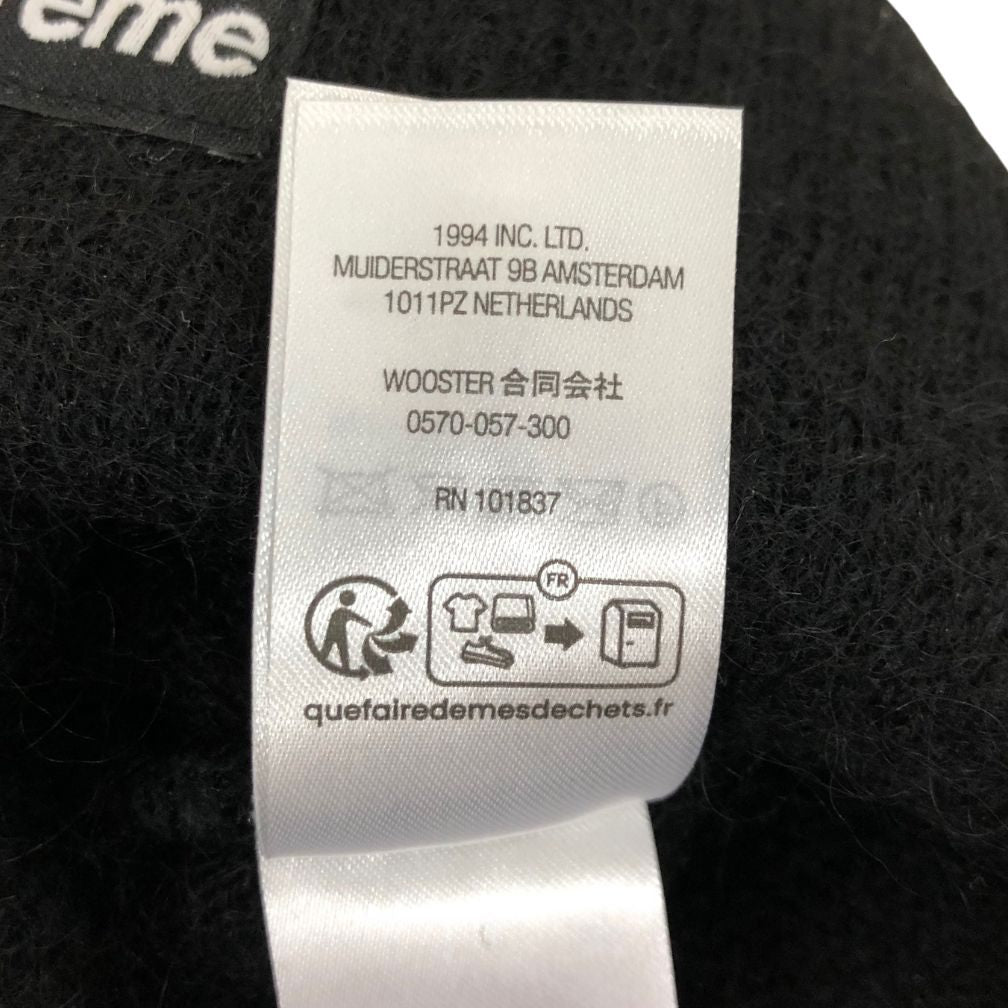 eme
1994 INC. LTD.
MUIDERSTRAAT 9B AMSTERDAM
1011PZ NETHERLANDS
WOOSTER 合同会社
0570-057-300
RN 101837
FR
quefairedemesdechets.fr